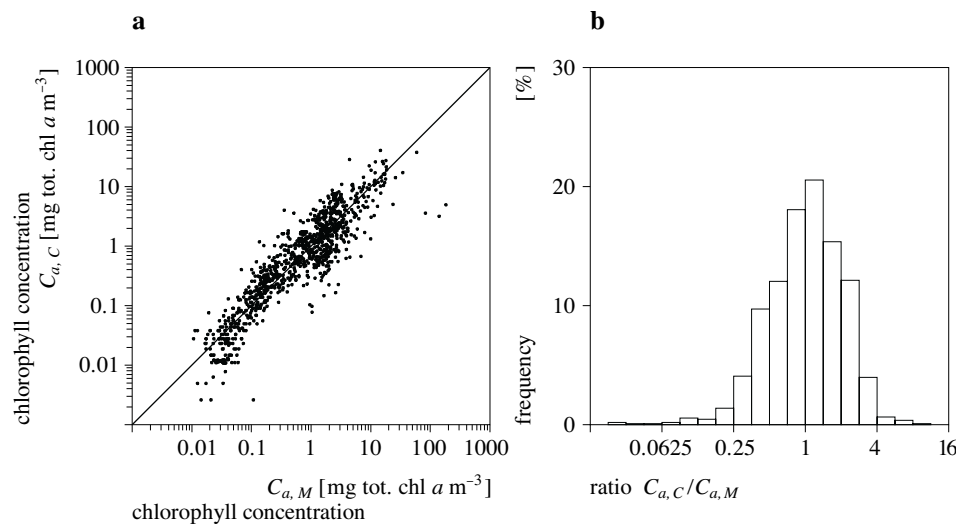 a
b
chlorophyll concentration
C_{a, C} [mg tot. chl a m⁻³]
1000
100
10
1
0.1
0.01
0.01 0.1 1 10 100 1000
C_{a, M} [mg tot. chl a m⁻³]
chlorophyll concentration
frequency [%]
30
20
10
0
0.0625 0.25 1 4 16
ratio C_{a, C}/C_{a, M}